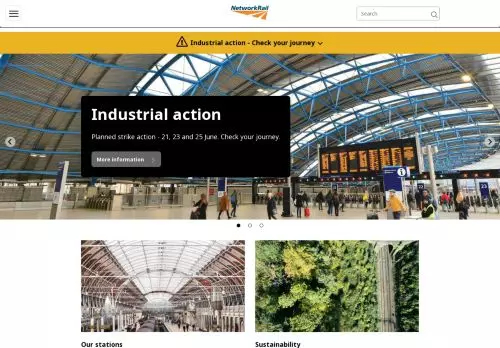 NetworkRail
Search
Industrial action - Check your journey
Industrial action
Planned strike action - 21, 23 and 25 June. Check your journey.
More information
Our stations
Sustainability